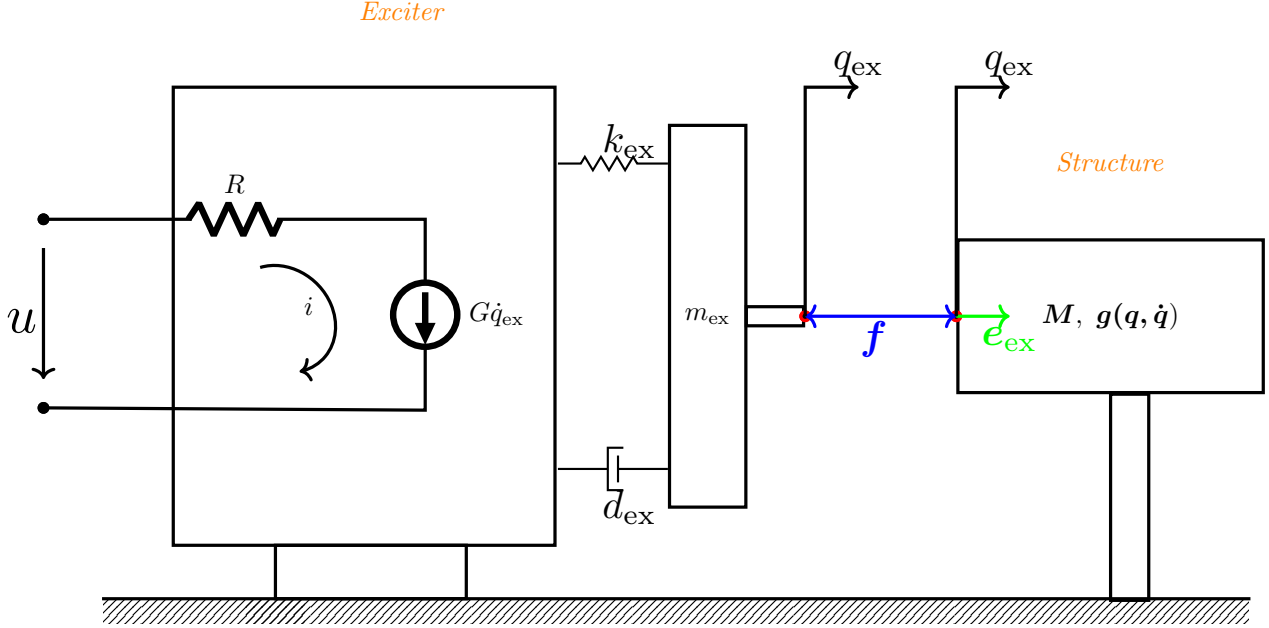 Exciter
q_ex
q_ex
k_ex
Structure
R
u
i
Gq̇_ex
m_ex
f
e_ex
M, g(q, q̇)
d_ex